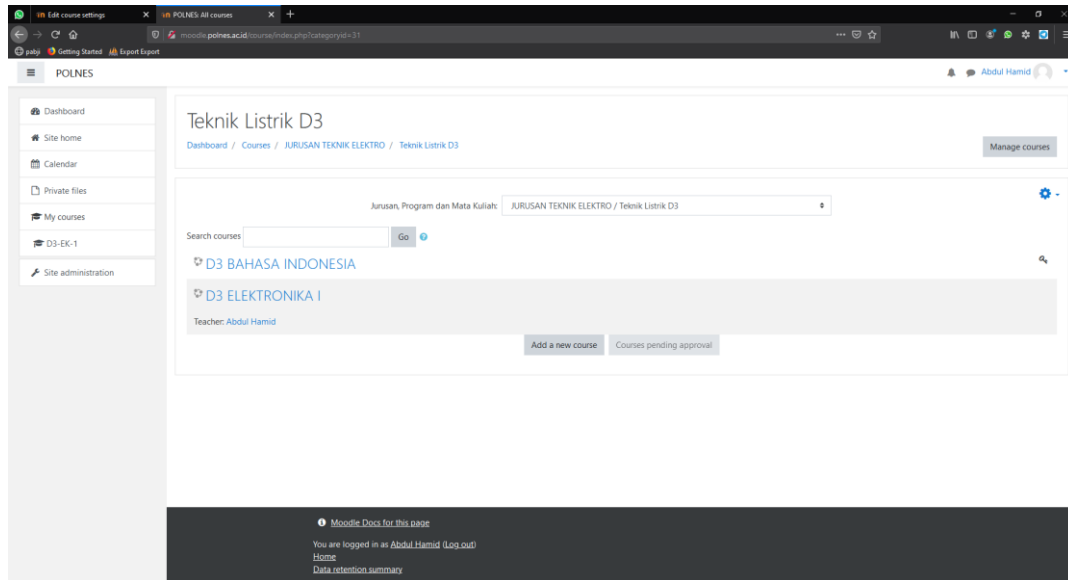 Edit course settings
POLNES: All courses
moodle.polnes.ac.id/course/index.php?categoryid=31
pabji Getting Started Export Export
POLNES
Abdul Hamid
Dashboard
Site home
Calendar
Private files
My courses
D3-EK-1
Site administration
Teknik Listrik D3
Dashboard / Courses / JURUSAN TEKNIK ELEKTRO / Teknik Listrik D3
Manage courses
Jurusan, Program dan Mata Kuliah: JURUSAN TEKNIK ELEKTRO / Teknik Listrik D3
Search courses Go
D3 BAHASA INDONESIA
D3 ELEKTRONIKA I
Teacher: Abdul Hamid
Add a new course Courses pending approval
Moodle Docs for this page
You are logged in as Abdul Hamid (Log out)
Home
Data retention summary